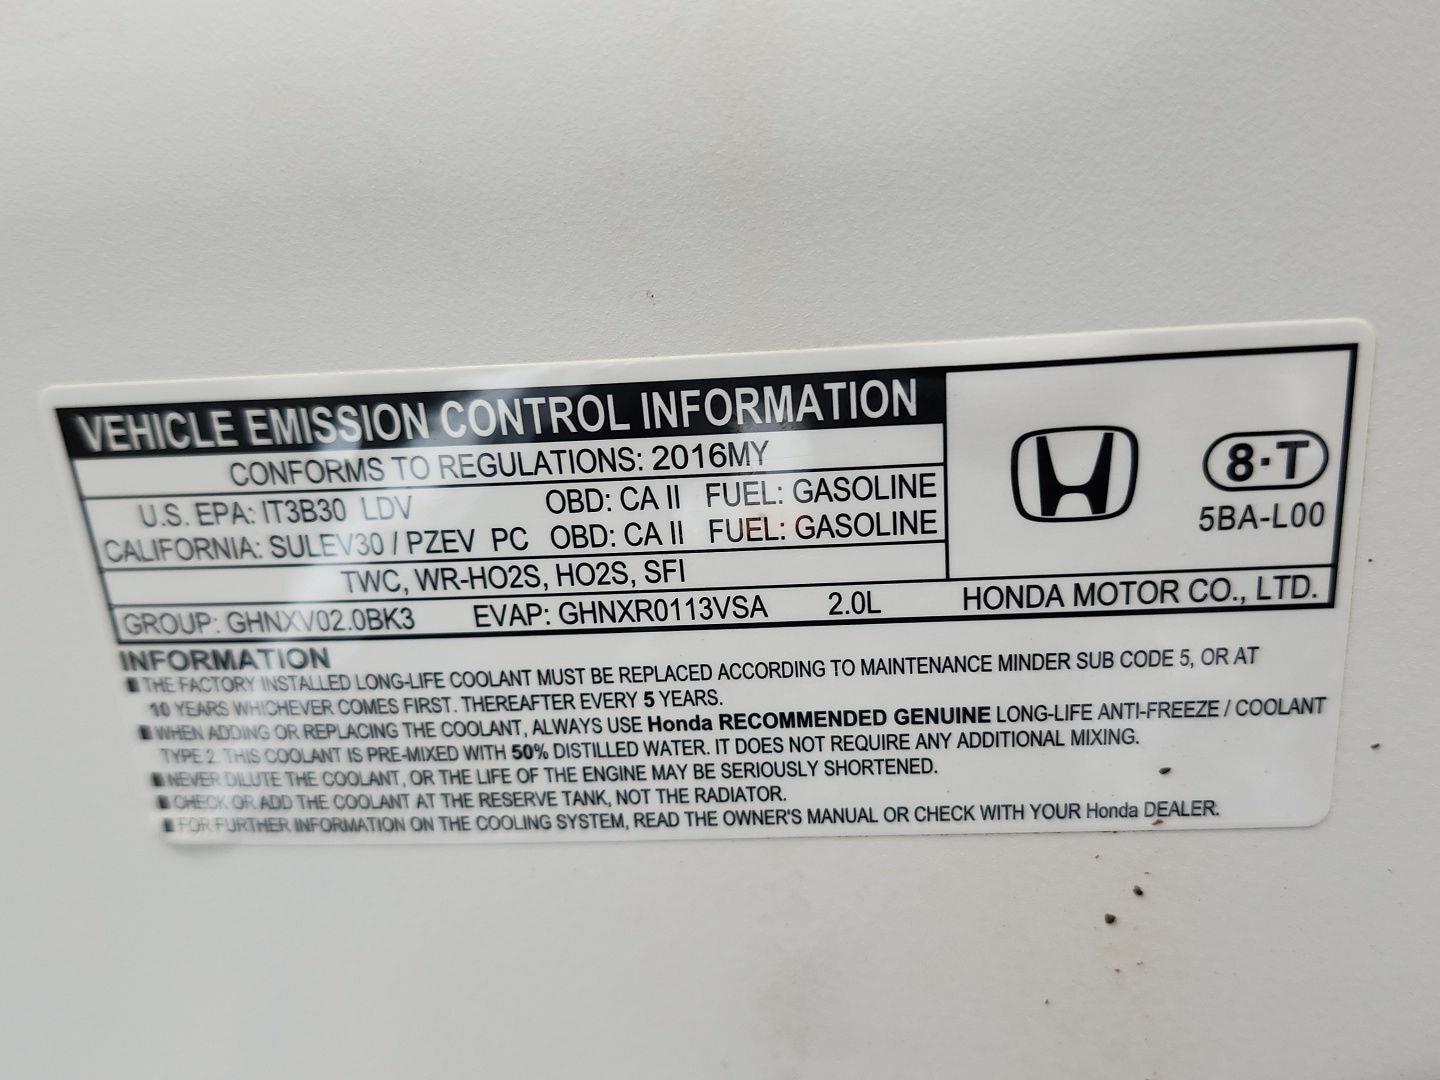 VEHICLE EMISSION CONTROL INFORMATION
CONFORMS TO REGULATIONS: 2016MY
U.S. EPA: IT3B30 LDV OBD: CA II FUEL: GASOLINE
CALIFORNIA: SULEV30 / PZEV PC OBD: CA II FUEL: GASOLINE
TWC, WR-HO2S, HO2S, SFI
GROUP: GHNXV02.0BK3 EVAP: GHNXR0113VSA 2.0L
8·T
5BA-L00
HONDA MOTOR CO., LTD.
INFORMATION
■ THE FACTORY INSTALLED LONG-LIFE COOLANT MUST BE REPLACED ACCORDING TO MAINTENANCE MINDER SUB CODE 5, OR AT
10 YEARS WHICHEVER COMES FIRST. THEREAFTER EVERY 5 YEARS.
■ WHEN ADDING OR REPLACING THE COOLANT, ALWAYS USE Honda RECOMMENDED GENUINE LONG-LIFE ANTI-FREEZE / COOLANT
TYPE 2. THIS COOLANT IS PRE-MIXED WITH 50% DISTILLED WATER. IT DOES NOT REQUIRE ANY ADDITIONAL MIXING.
■ NEVER DILUTE THE COOLANT, OR THE LIFE OF THE ENGINE MAY BE SERIOUSLY SHORTENED.
■ CHECK OR ADD THE COOLANT AT THE RESERVE TANK, NOT THE RADIATOR.
■ FOR FURTHER INFORMATION ON THE COOLING SYSTEM, READ THE OWNER'S MANUAL OR CHECK WITH YOUR Honda DEALER.